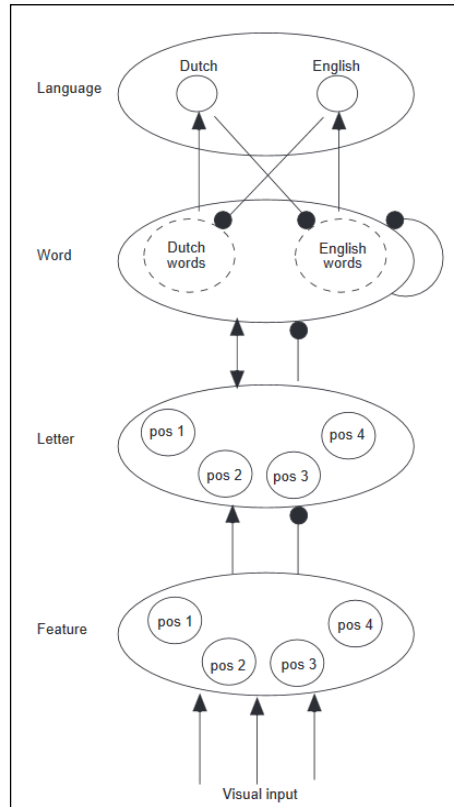 Dutch
English
Language
Word
Dutch
words
English
words
Letter
pos 1
pos 4
pos 2
pos 3
Feature
pos 1
pos 4
pos 2
pos 3
Visual input